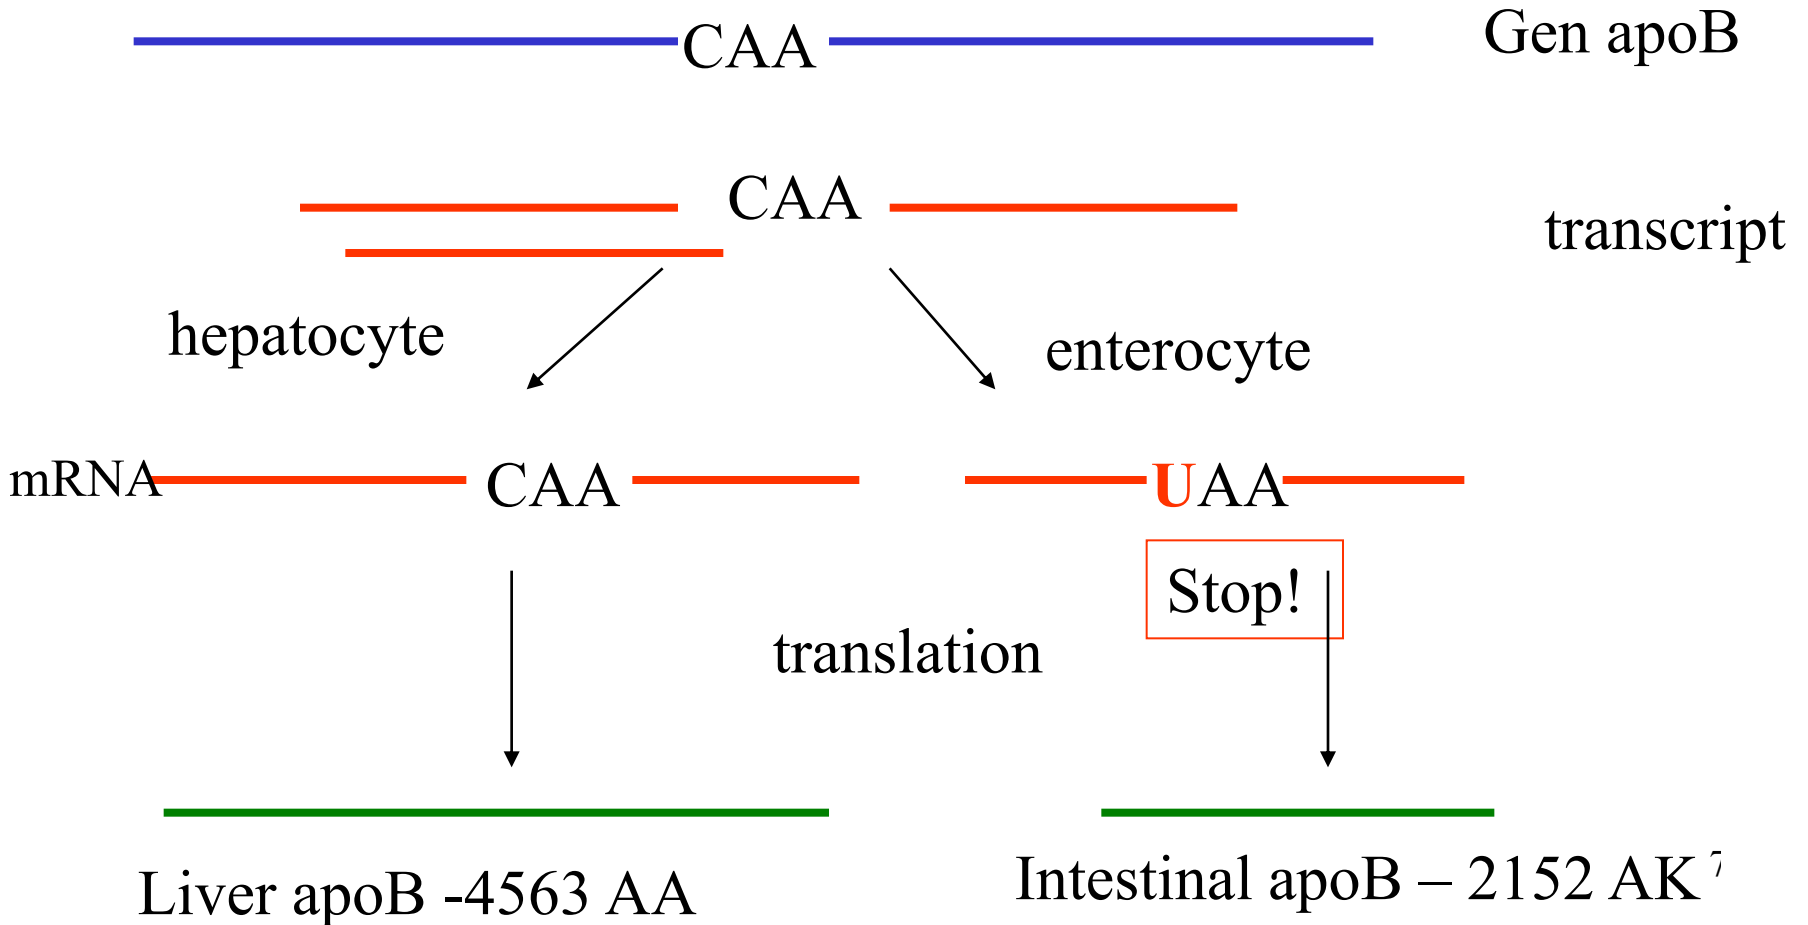 CAA
Gen apoB
CAA
transcript
hepatocyte
enterocyte
mRNA
CAA
UAA
Stop!
translation
Liver apoB -4563 AA
Intestinal apoB – 2152 AK
7